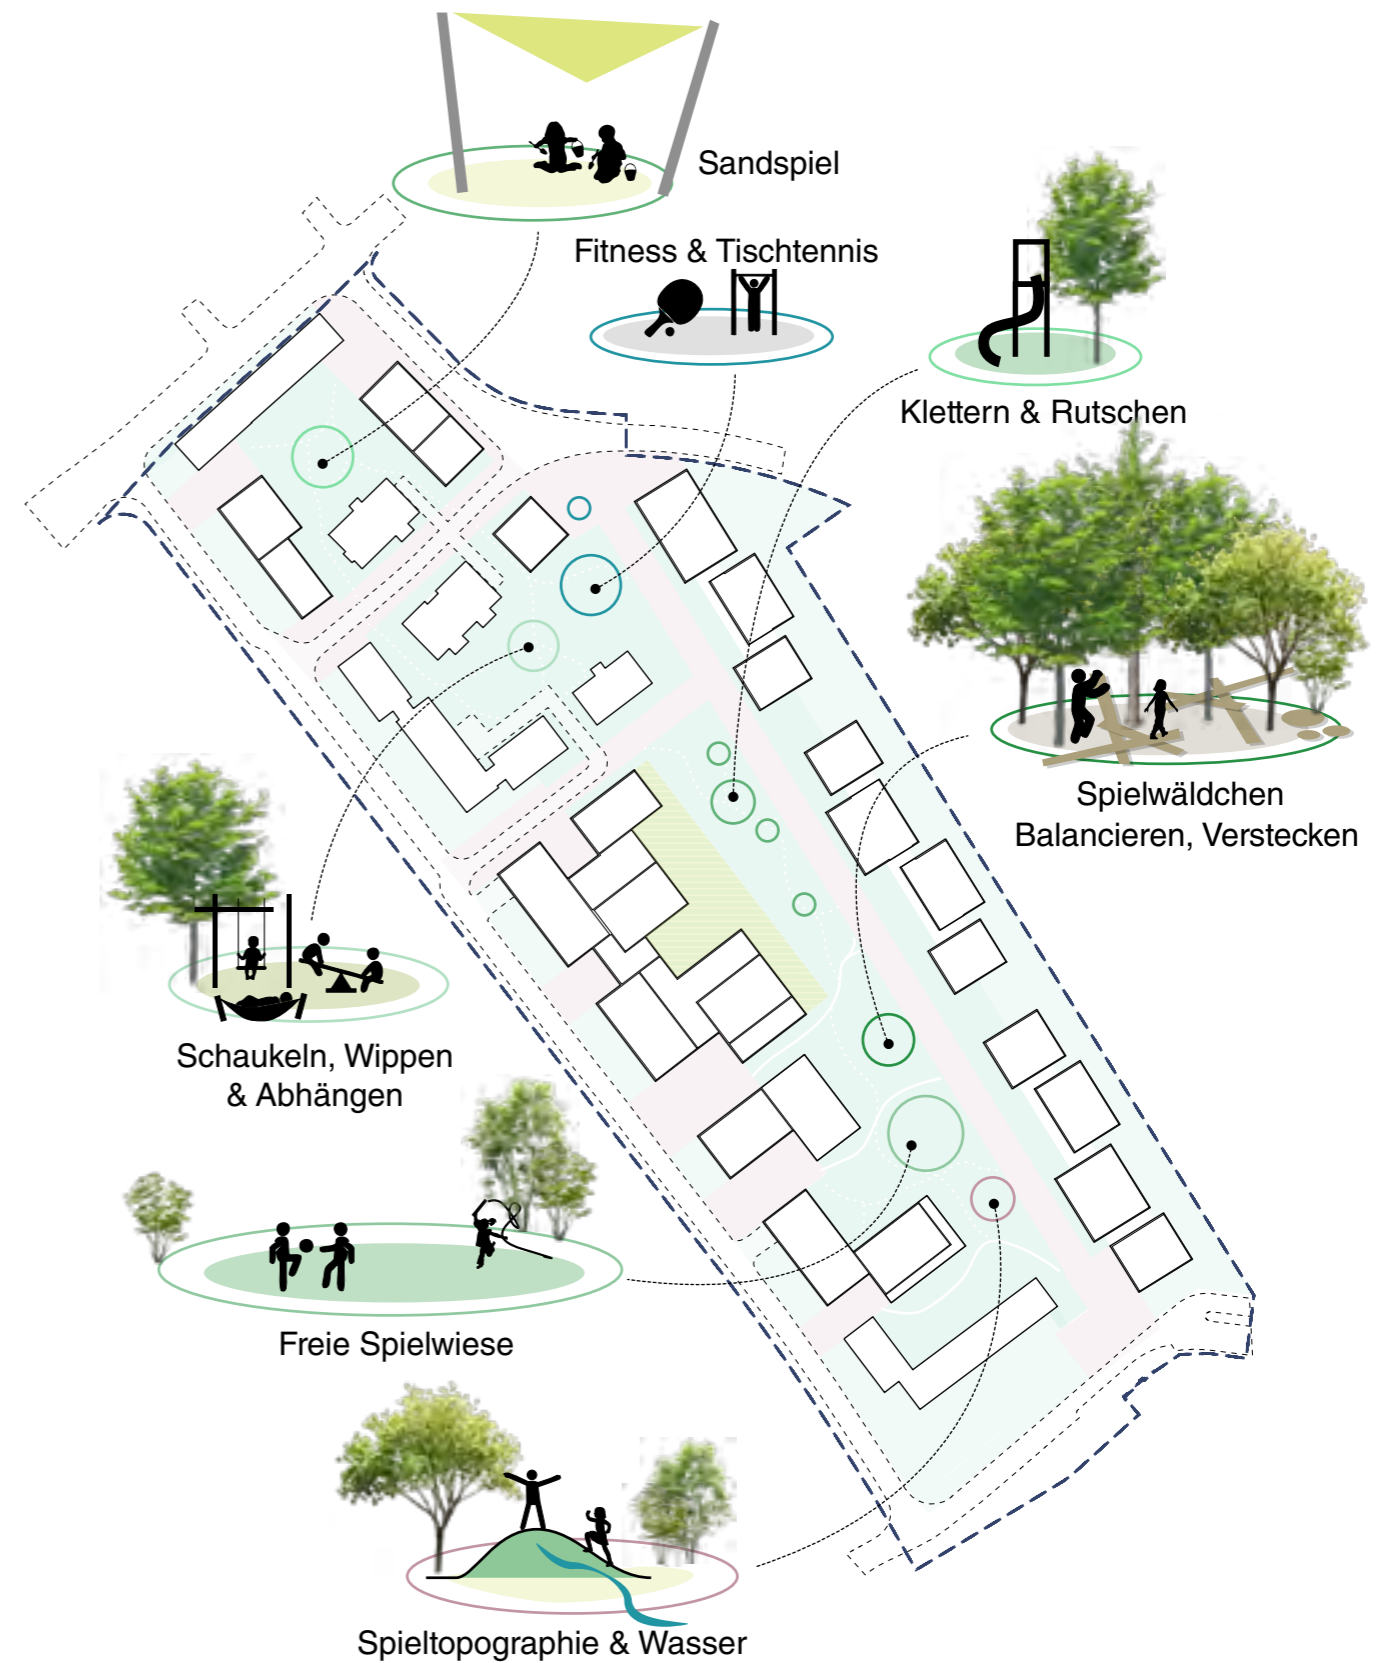 Sandspiel
Fitness & Tischtennis
Klettern & Rutschen
Spielwäldchen
Balancieren, Verstecken
Schaukeln, Wippen
& Abhängen
Freie Spielwiese
Spieltopographie & Wasser